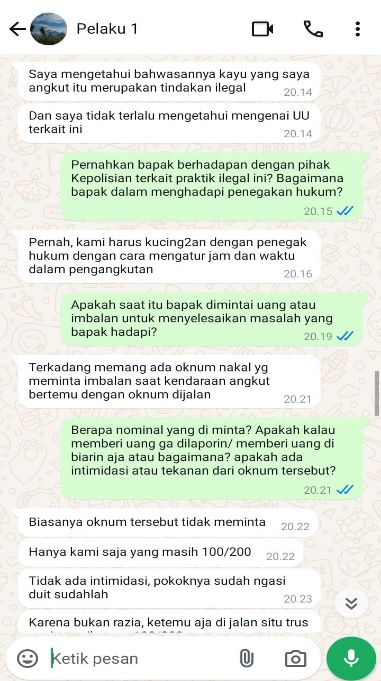 Pelaku 1
Saya mengetahui bahwasannya kayu yang saya
angkut itu merupakan tindakan ilegal
20.14
Dan saya tidak terlalu mengetahui mengenai UU
terkait ini
20.14
Pernahkan bapak berhadapan dengan pihak
Kepolisian terkait praktik ilegal ini? Bagaimana
bapak dalam menghadapi penegakan hukum?
20.15
Pernah, kami harus kucing2an dengan penegak
hukum dengan cara mengatur jam dan waktu
dalam pengangkutan
20.16
Apakah saat itu bapak dimintai uang atau
imbalan untuk menyelesaikan masalah yang
bapak hadapi?
20.19
Terkadang memang ada oknum nakal yg
meminta imbalan saat kendaraan angkut
bertemu dengan oknum dijalan
20.21
Berapa nominal yang di minta? Apakah kalau
memberi uang ga dilaporin/ memberi uang di
biarin aja atau bagaimana? apakah ada
intimidasi atau tekanan dari oknum tersebut?
20.21
Biasanya oknum tersebut tidak meminta
20.22
Hanya kami saja yang masih 100/200
20.22
Tidak ada intimidasi, pokoknya sudah ngasi
duit sudahlah
20.23
Karena bukan razia, ketemu aja di jalan situ trus
Ketik pesan